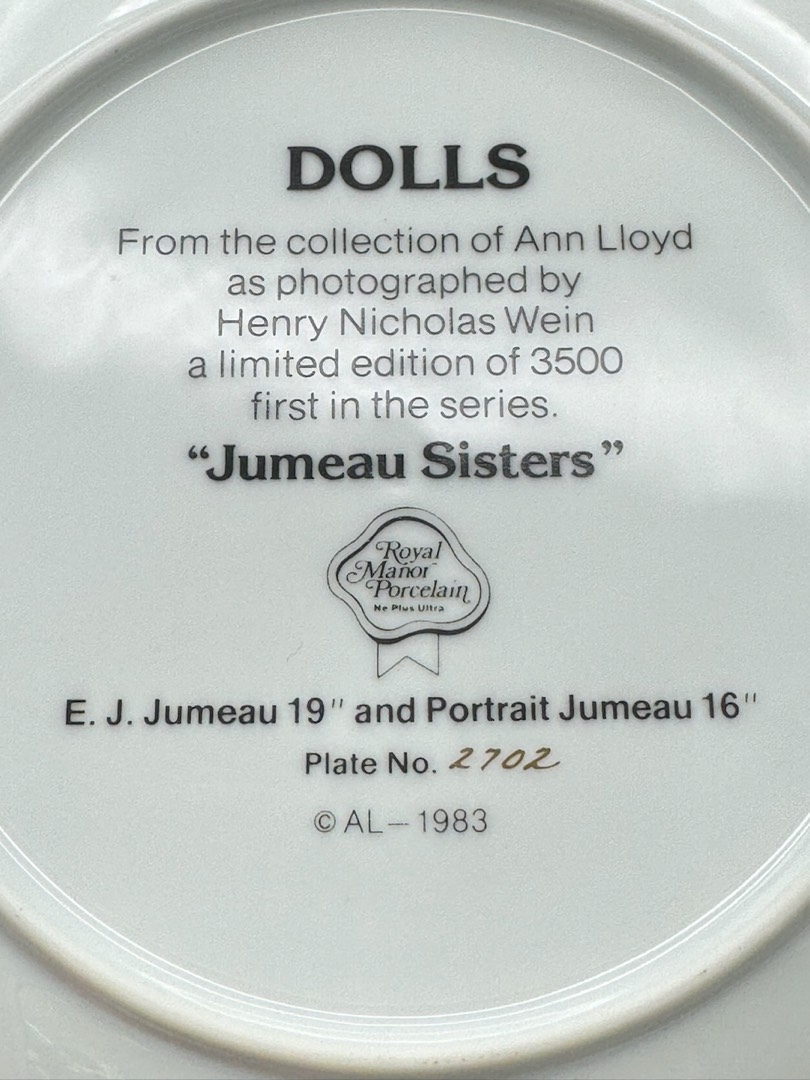 DOLLS
From the collection of Ann Lloyd
as photographed by
Henry Nicholas Wein
a limited edition of 3500
first in the series.
“Jumeau Sisters”
Royal
Manor
Porcelain
Ne Plus Ultra
E. J. Jumeau 19" and Portrait Jumeau 16"
Plate No. 2702
© AL – 1983